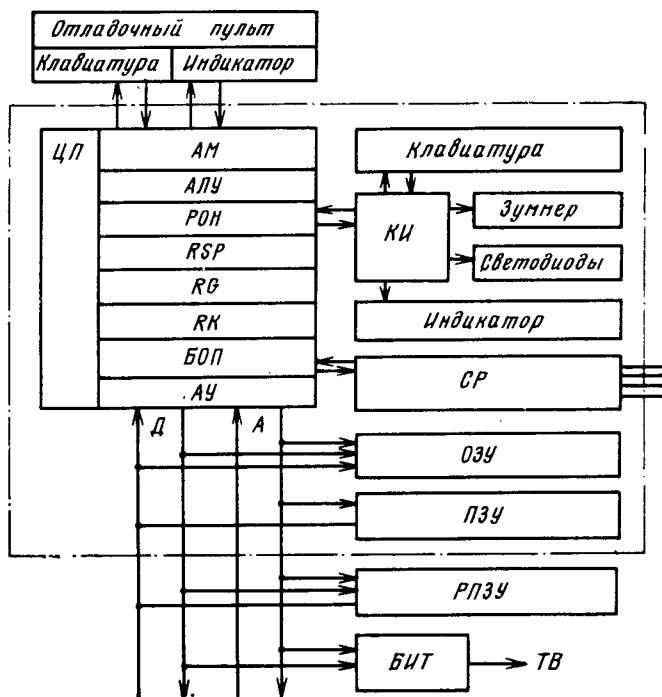 Отладочный пульт
Клавиатура
Индикатор
ЦП
АМ
АЛУ
РОН
RSP
RG
RK
БОП
АУ
Клавиатура
КИ
Зуммер
Светодиоды
Индикатор
СР
Д
А
ОЗУ
ПЗУ
РПЗУ
БИТ
ТВ